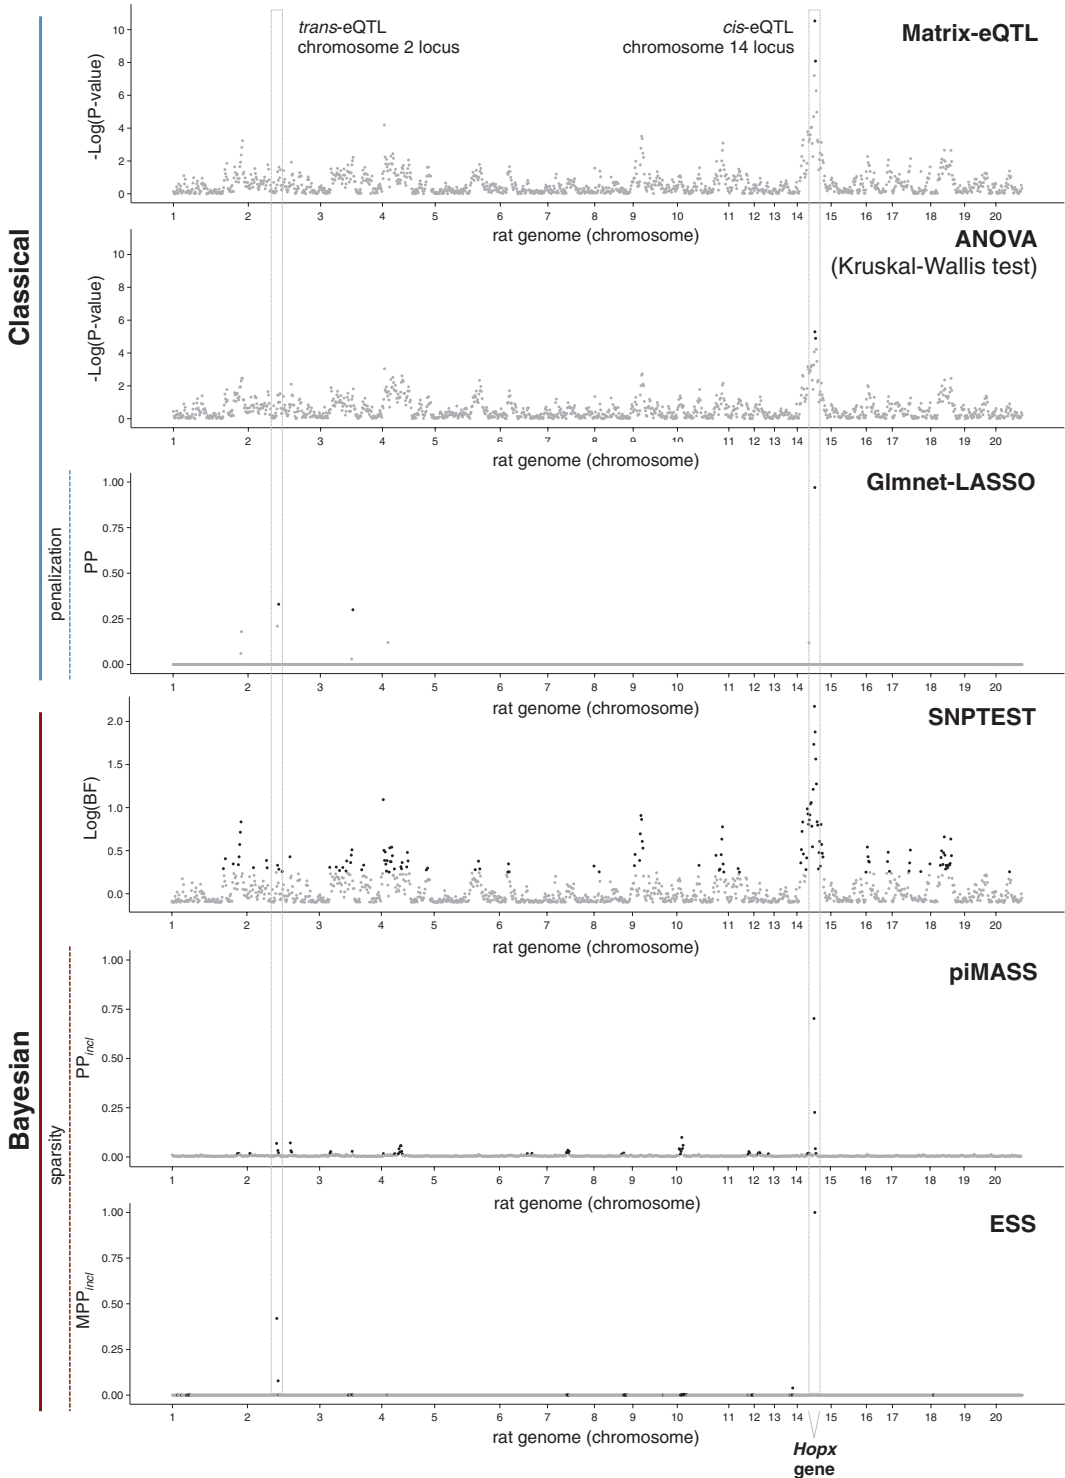 Classical
penalization
Bayesian
sparsity
trans-eQTL
chromosome 2 locus
cis-eQTL
chromosome 14 locus
Matrix-eQTL
-Log(P-value)
10
8
6
4
2
0
1 2 3 4 5 6 7 8 9 10 11 12 13 14 15 16 17 18 19 20
rat genome (chromosome)
ANOVA
(Kruskal-Wallis test)
-Log(P-value)
10
8
6
4
2
0
1 2 3 4 5 6 7 8 9 10 11 12 13 14 15 16 17 18 19 20
rat genome (chromosome)
Glmnet-LASSO
PP
1.00
0.75
0.50
0.25
0.00
1 2 3 4 5 6 7 8 9 10 11 12 13 14 15 16 17 18 19 20
rat genome (chromosome)
SNPTEST
Log(BF)
2.0
1.5
1.0
0.5
0.0
1 2 3 4 5 6 7 8 9 10 11 12 13 14 15 16 17 18 19 20
rat genome (chromosome)
piMASS
PPincl
1.00
0.75
0.50
0.25
0.00
1 2 3 4 5 6 7 8 9 10 11 12 13 14 15 16 17 18 19 20
rat genome (chromosome)
ESS
MPPincl
1.00
0.75
0.50
0.25
0.00
1 2 3 4 5 6 7 8 9 10 11 12 13 14 15 16 17 18 19 20
rat genome (chromosome)
Hopx
gene